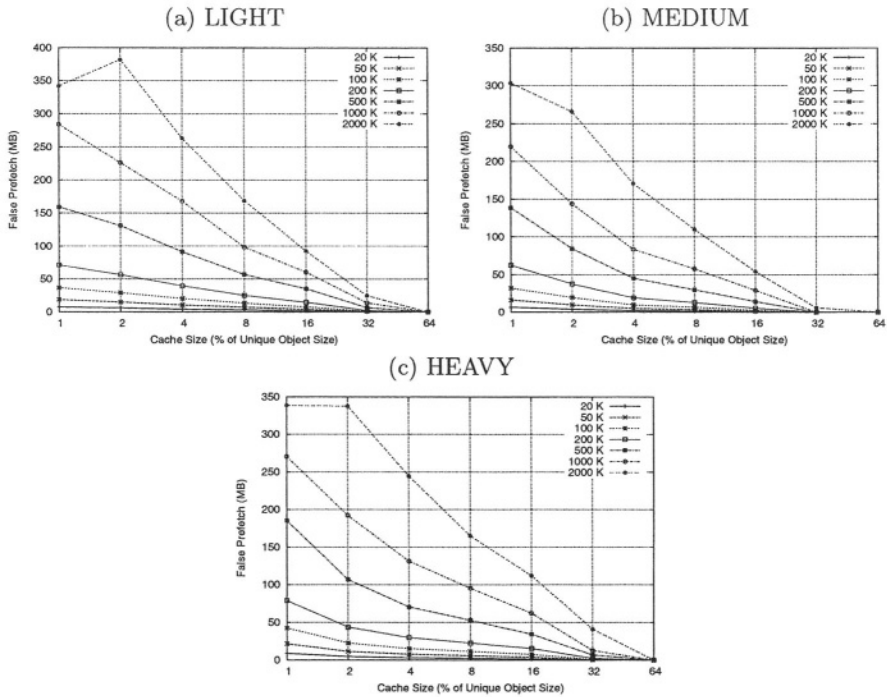 (a) LIGHT
False Prefetch (MB)
400
350
300
250
200
150
100
50
0
20 K
50 K
100 K
200 K
500 K
1000 K
2000 K
1 2 4 8 16 32 64
Cache Size (% of Unique Object Size)
(b) MEDIUM
False Prefetch (MB)
350
300
250
200
150
100
50
0
20 K
50 K
100 K
200 K
500 K
1000 K
2000 K
1 2 4 8 16 32 64
Cache Size (% of Unique Object Size)
(c) HEAVY
False Prefetch (MB)
350
300
250
200
150
100
50
0
20 K
50 K
100 K
200 K
500 K
1000 K
2000 K
1 2 4 8 16 32 64
Cache Size (% of Unique Object Size)